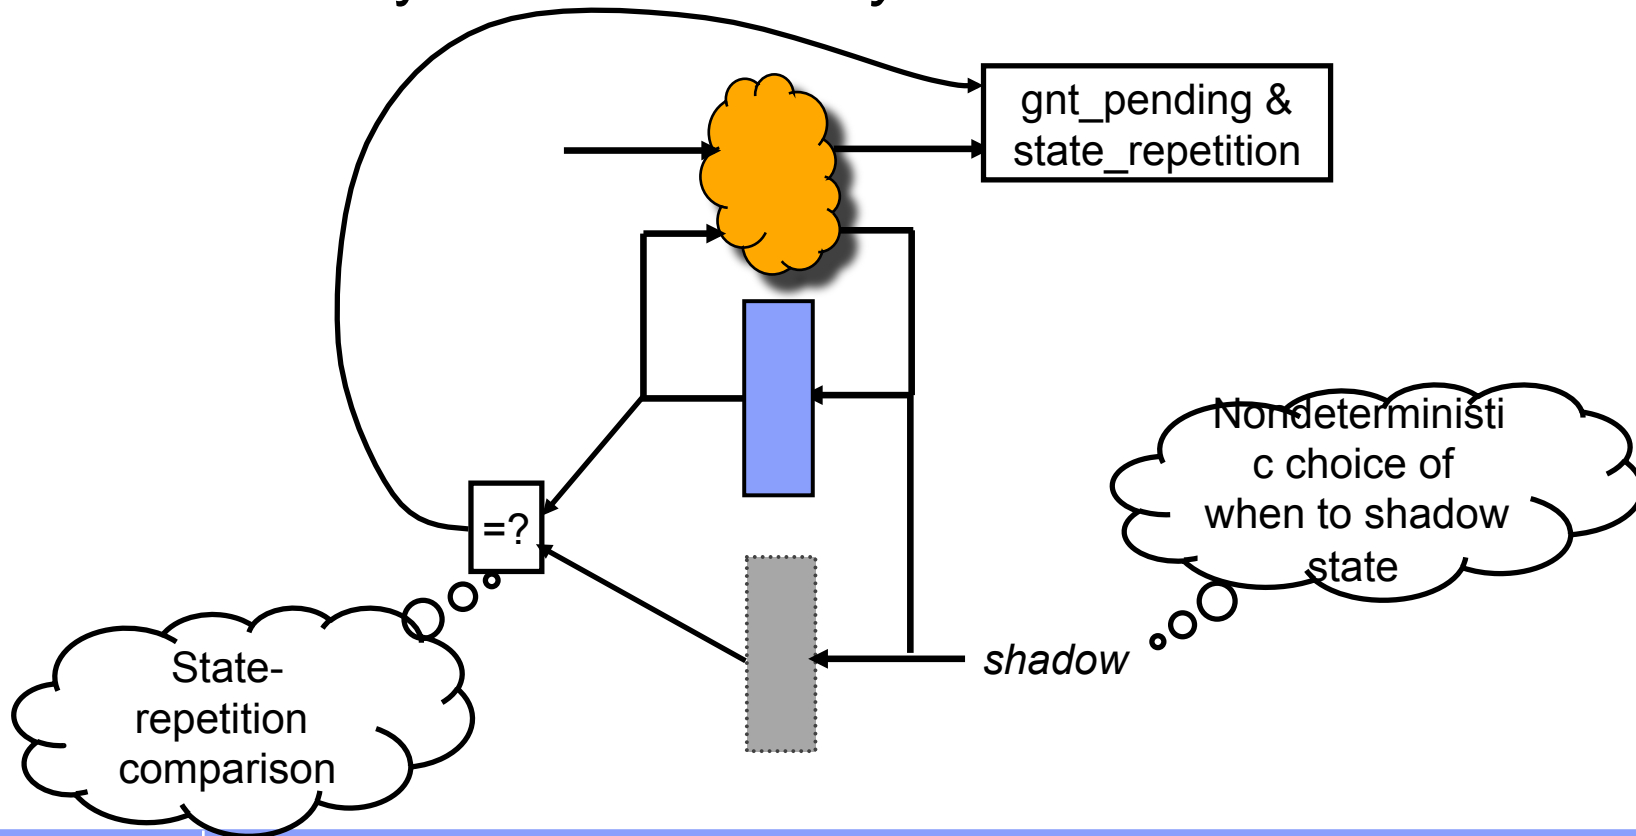 gnt_pending &
state_repetition
Nondeterministi
c choice of
when to shadow
state
=?
shadow
State-
repetition
comparison